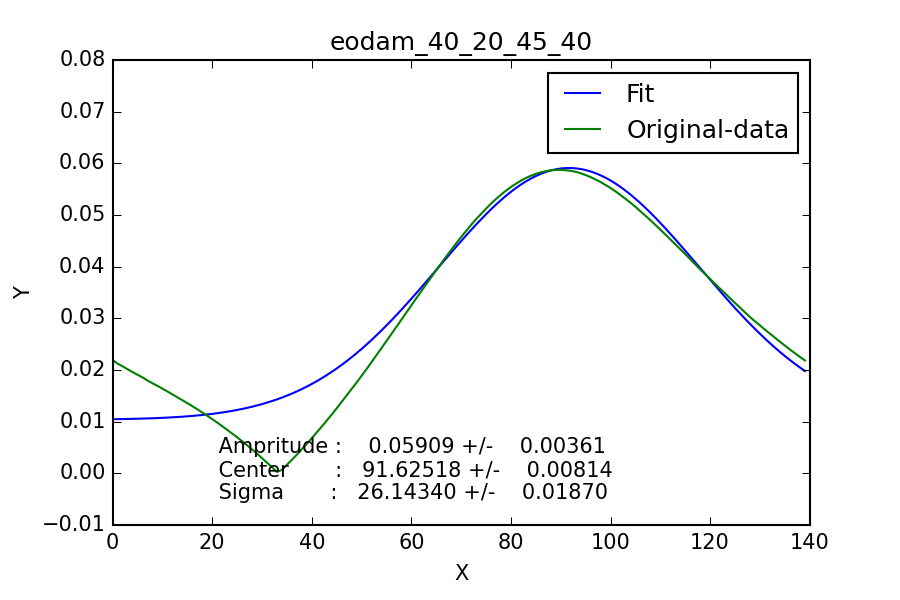 eodam_40_20_45_40
0.08
0.07
0.06
0.05
0.04
0.03
0.02
0.01
0.00
−0.01
Y
Fit
Original-data
Ampritude : 0.05909 +/- 0.00361
Center : 91.62518 +/- 0.00814
Sigma : 26.14340 +/- 0.01870
0 20 40 60 80 100 120 140
X